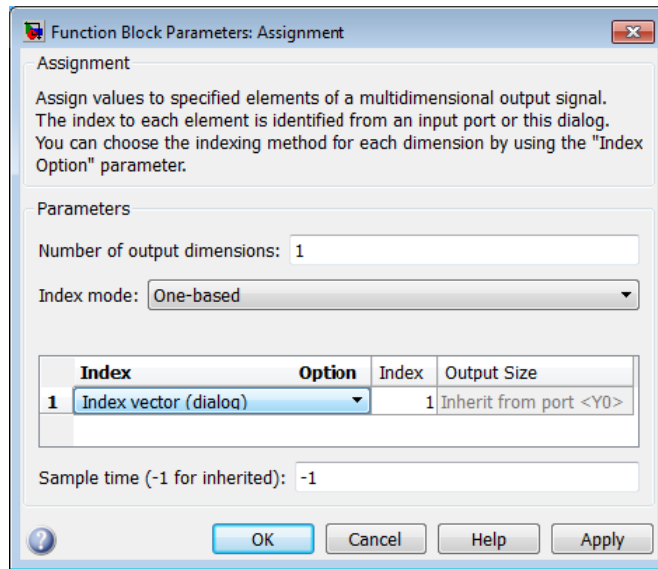 Function Block Parameters: Assignment
Assignment
Assign values to specified elements of a multidimensional output signal.
The index to each element is identified from an input port or this dialog.
You can choose the indexing method for each dimension by using the "Index
Option" parameter.
Parameters
Number of output dimensions: 1
Index mode: One-based
Index Option Index Output Size
1 Index vector (dialog) 1 Inherit from port <Y0>
Sample time (-1 for inherited): -1
? OK Cancel Help Apply